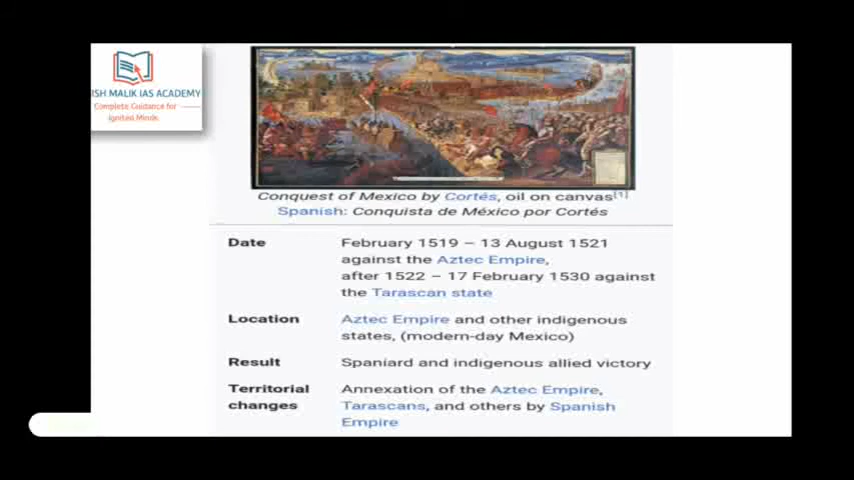 ISH MALIK IAS ACADEMY
Complete Guidance for
Ignited Minds
Conquest of Mexico by Cortés, oil on canvas[1]
Spanish: Conquista de México por Cortés
Date
February 1519 – 13 August 1521
against the Aztec Empire,
after 1522 – 17 February 1530 against
the Tarascan state
Location
Aztec Empire and other indigenous
states, (modern-day Mexico)
Result
Spaniard and indigenous allied victory
Territorial
changes
Annexation of the Aztec Empire,
Tarascans, and others by Spanish
Empire